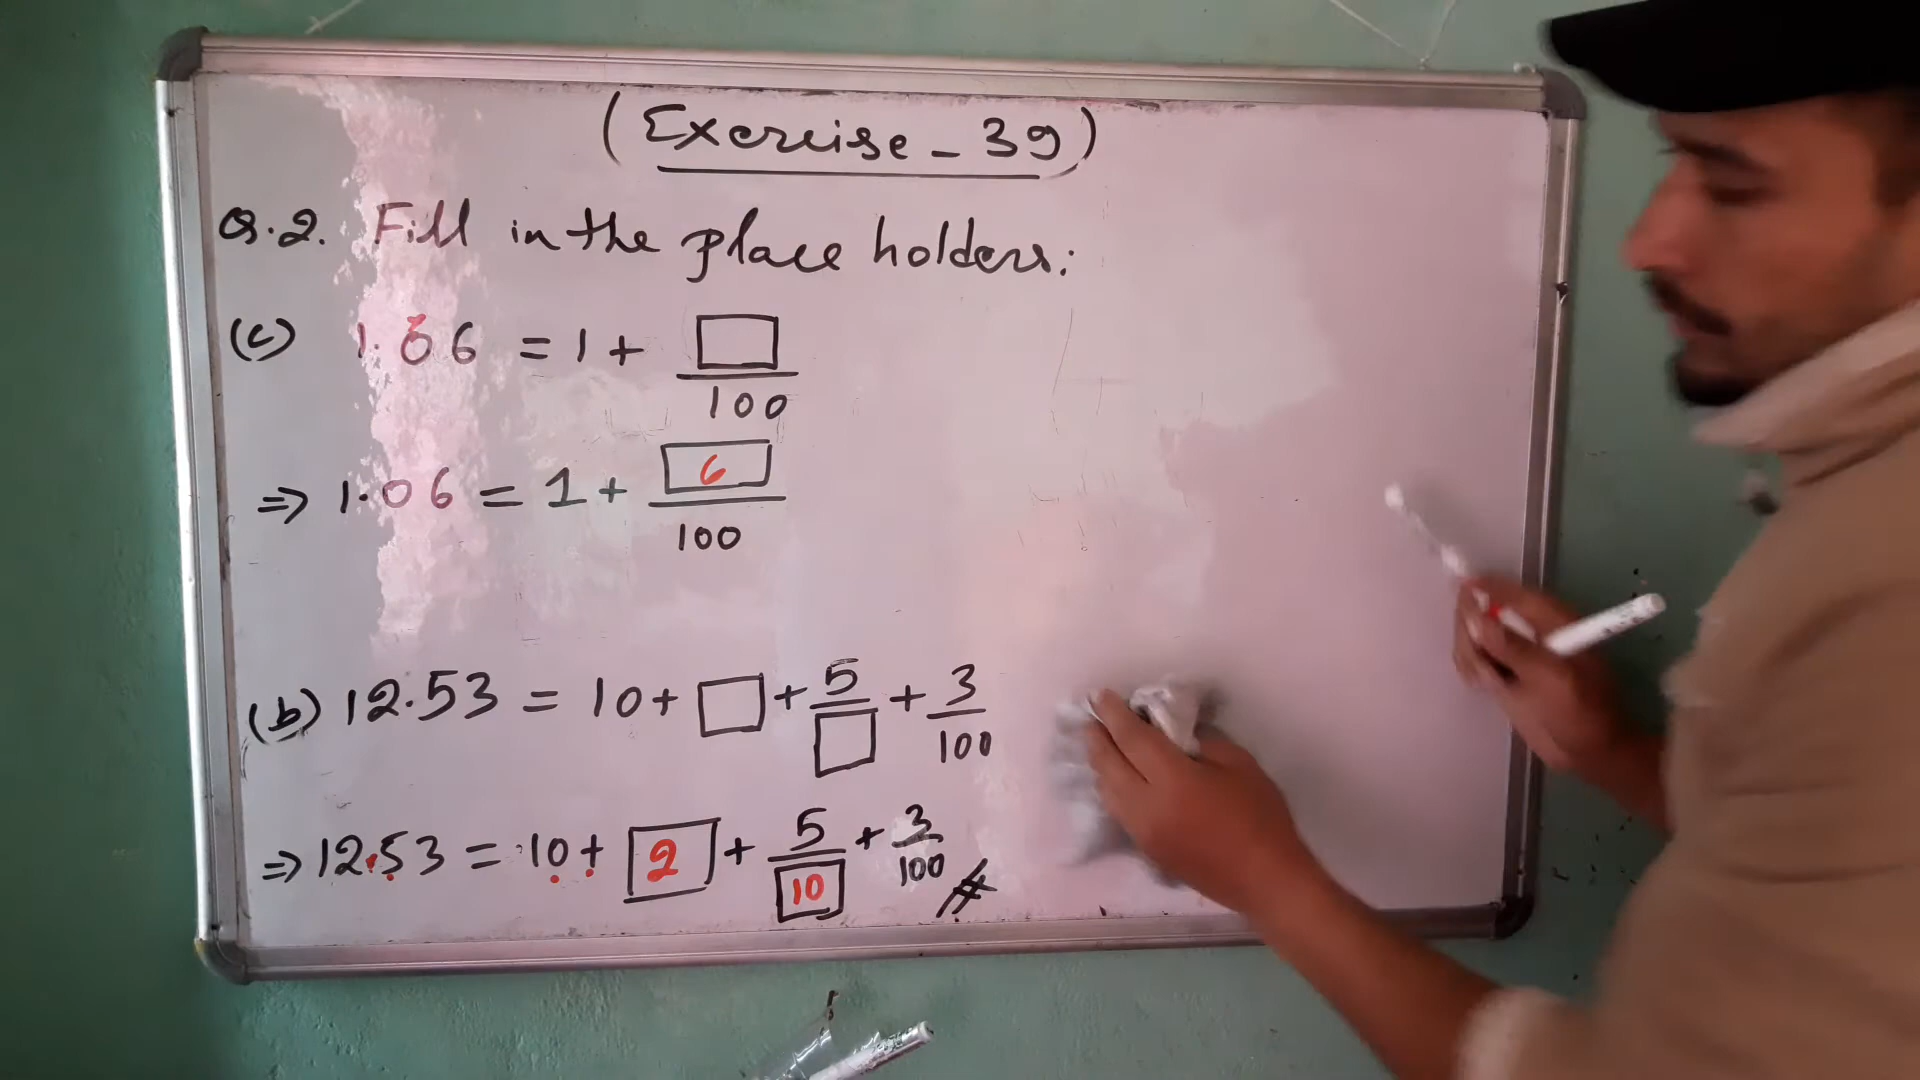 (Exercise - 39)
Q.2. Fill in the place holders:
(c) 1.06 = 1 + □/100
⇒ 1.06 = 1 + 6/100
(b) 12.53 = 10 + □ + 5/□ + 3/100
⇒ 12.53 = 10 + 2 + 5/10 + 3/100